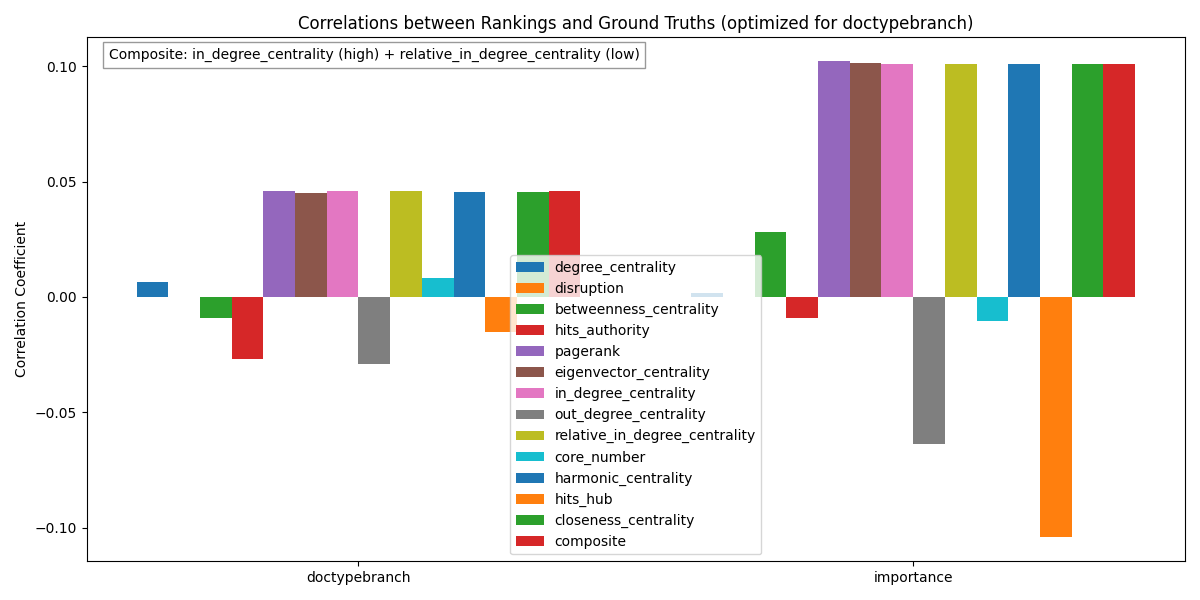 Correlations between Rankings and Ground Truths (optimized for doctypebranch)
Composite: in_degree_centrality (high) + relative_in_degree_centrality (low)
Correlation Coefficient
0.10
0.05
0.00
−0.05
−0.10
degree_centrality
disruption
betweenness_centrality
hits_authority
pagerank
eigenvector_centrality
in_degree_centrality
out_degree_centrality
relative_in_degree_centrality
core_number
harmonic_centrality
hits_hub
closeness_centrality
composite
doctypebranch
importance